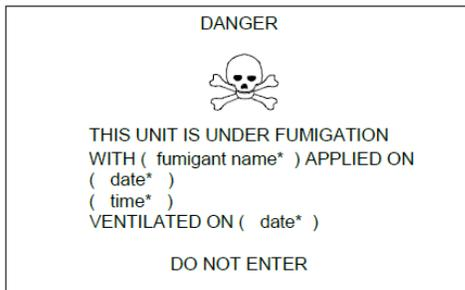 DANGER
THIS UNIT IS UNDER FUMIGATION
WITH ( fumigant name* ) APPLIED ON
( date* )
( time* )
VENTILATED ON ( date* )
DO NOT ENTER